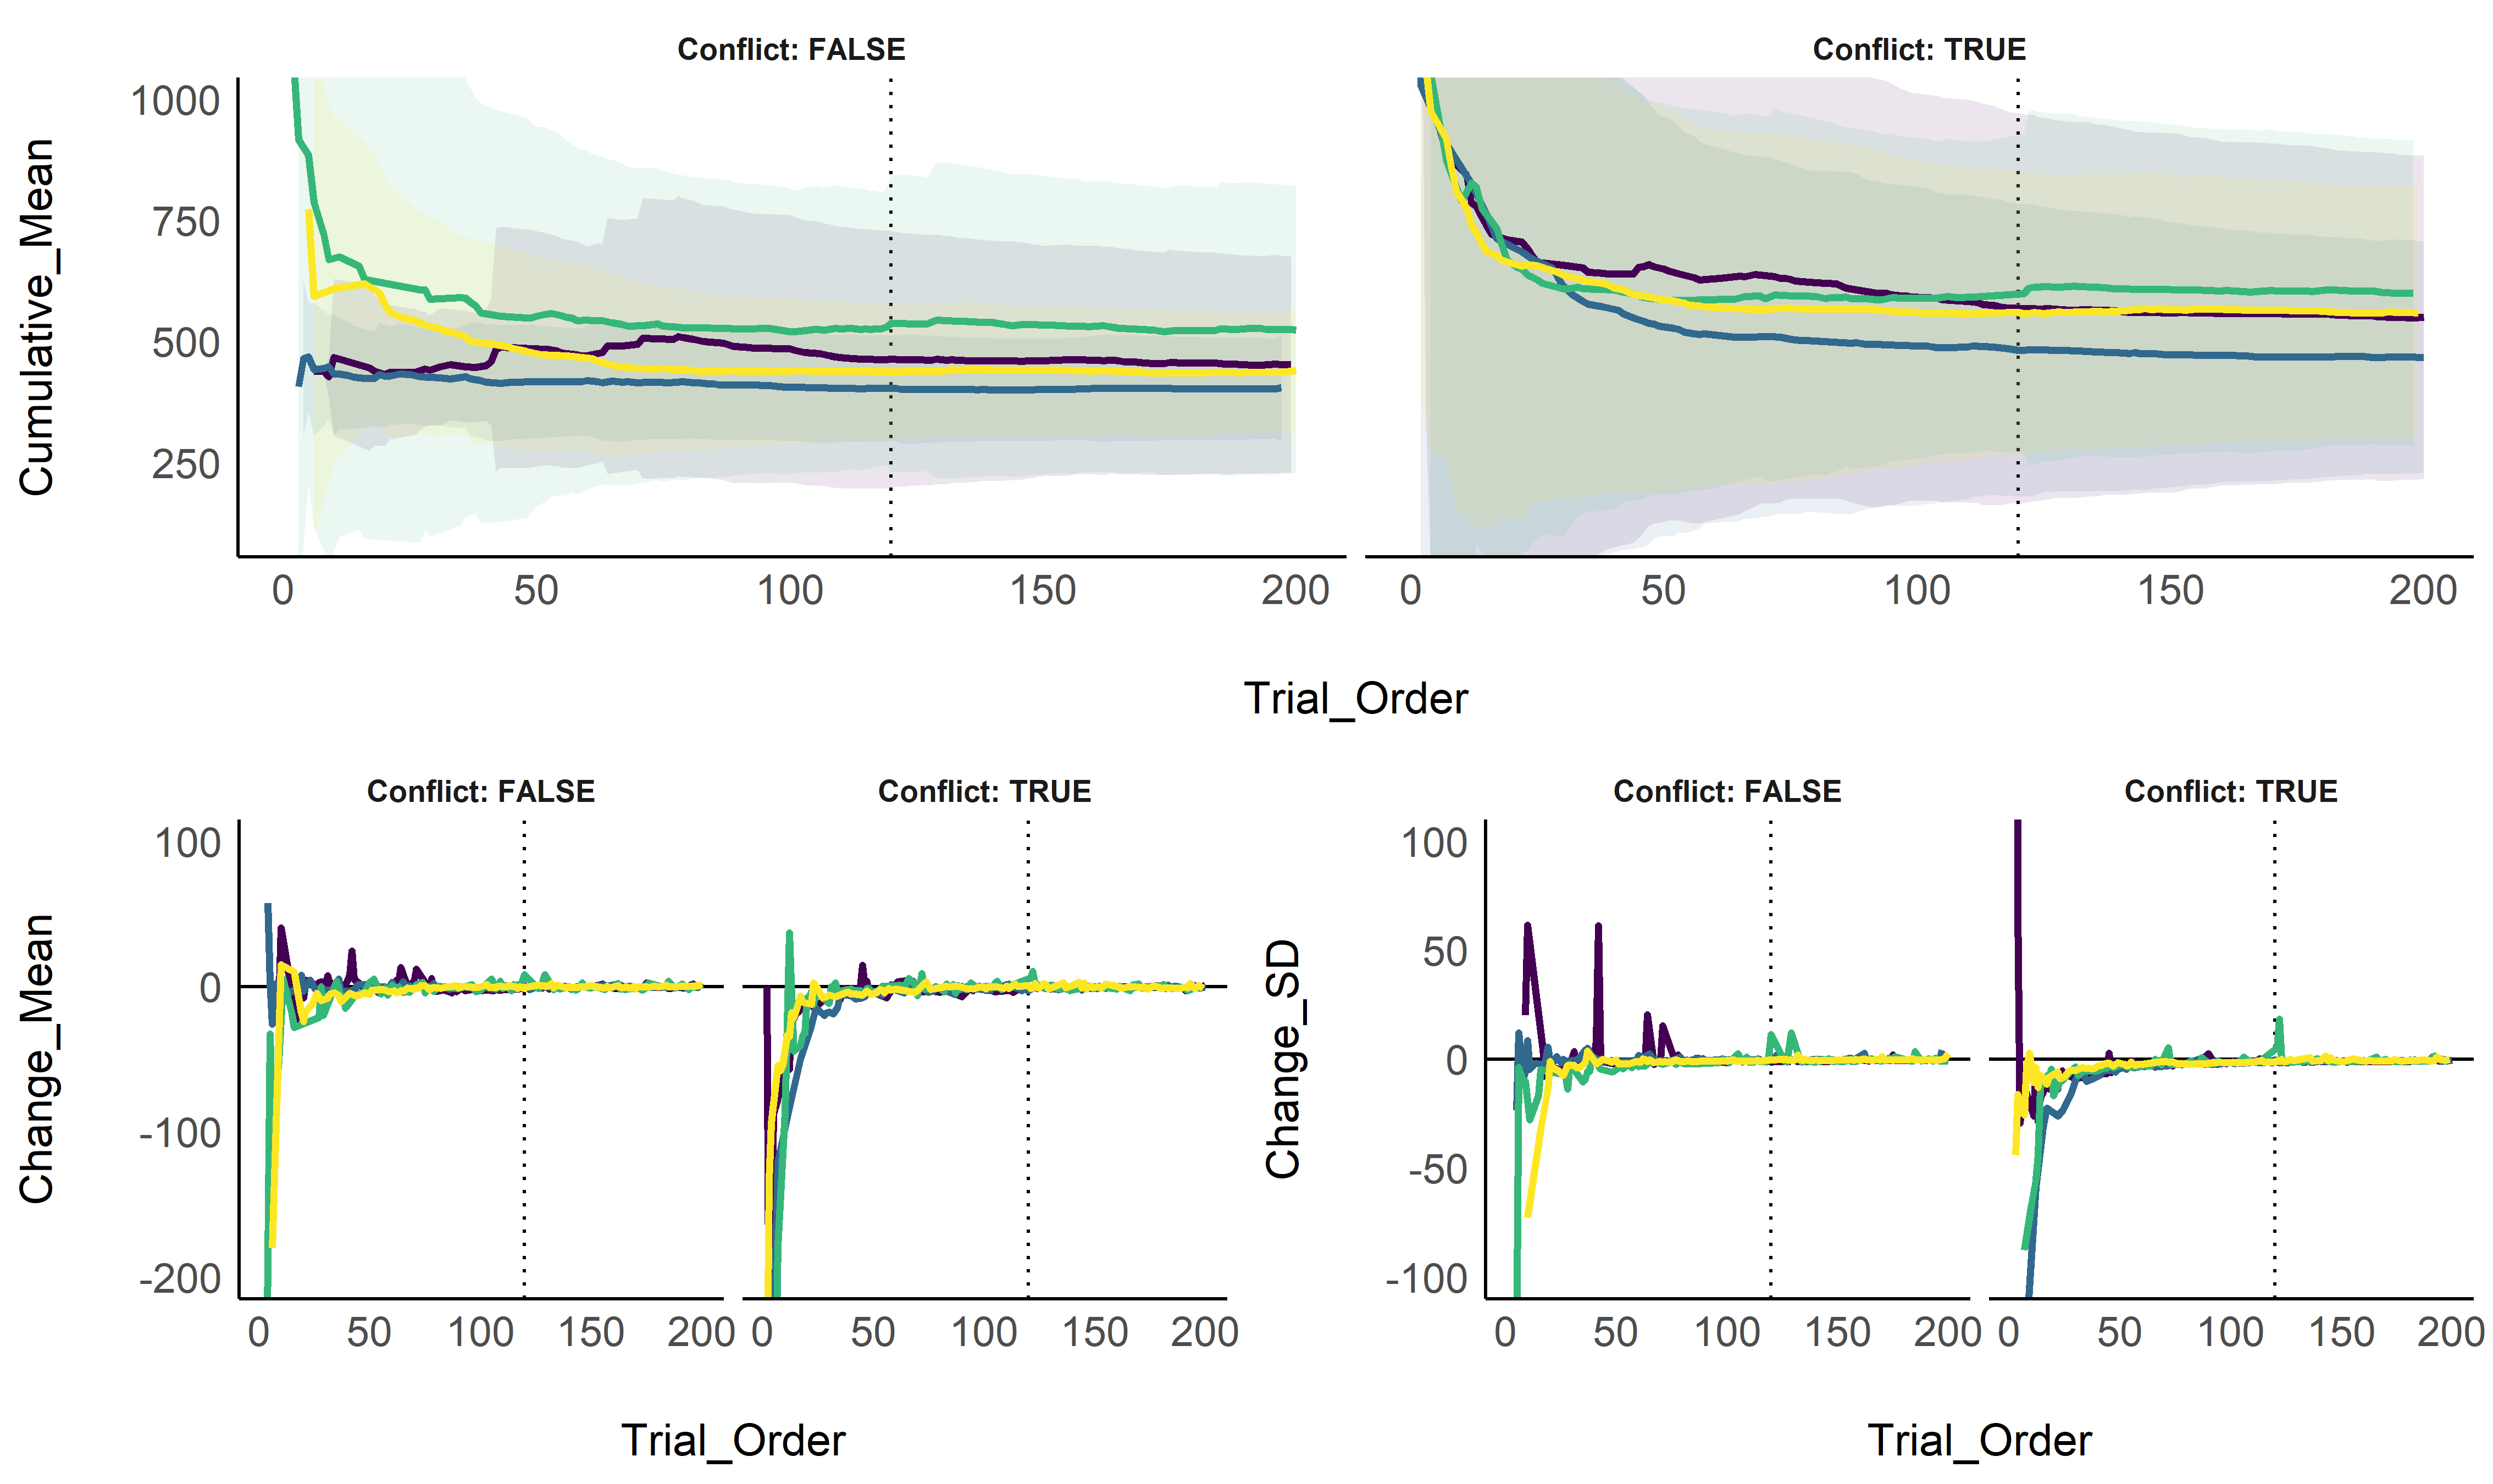 Conflict: FALSE
Conflict: TRUE
1000
750
500
250
Cumulative_Mean
0 50 100 150 200
0 50 100 150 200
Trial_Order
Conflict: FALSE
Conflict: TRUE
100
0
-100
-200
Change_Mean
0 50 100 150 200
0 50 100 150 200
Trial_Order
Conflict: FALSE
Conflict: TRUE
100
50
0
-50
-100
Change_SD
0 50 100 150 200
0 50 100 150 200
Trial_Order